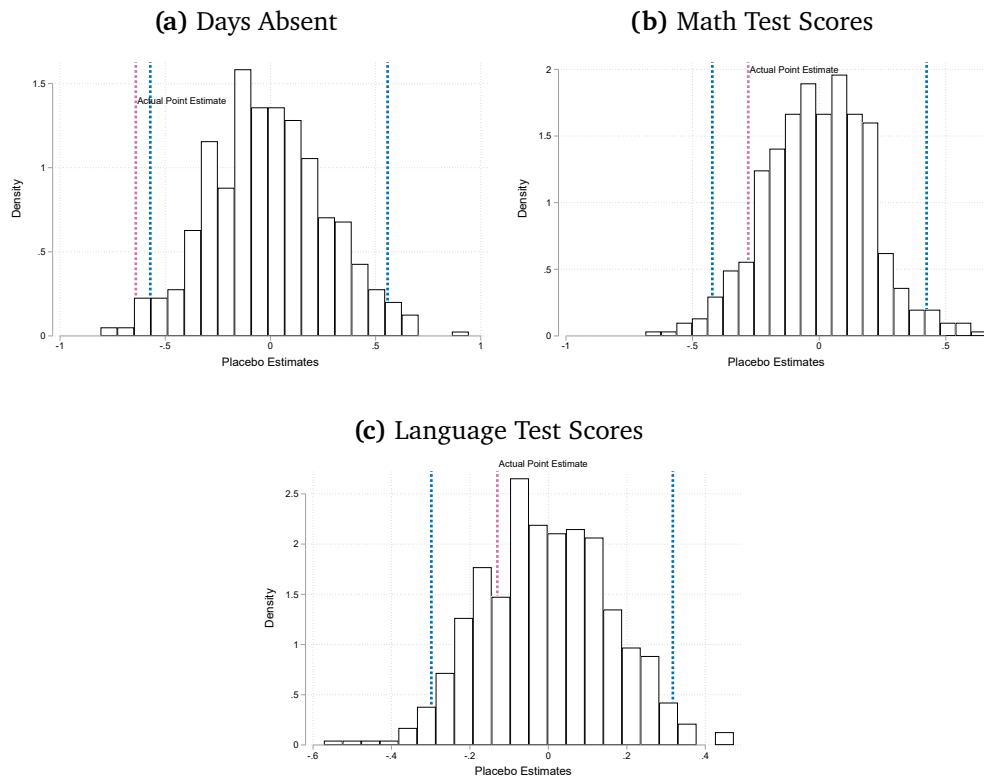 (a) Days Absent
Actual Point Estimate
Density
1.5
1
.5
0
-1
-.5
0
.5
1
Placebo Estimates
(b) Math Test Scores
Actual Point Estimate
Density
2
1.5
1
.5
0
-1
-.5
0
.5
Placebo Estimates
(c) Language Test Scores
Actual Point Estimate
Density
2.5
2
1.5
1
.5
0
-.6
-.4
-.2
0
.2
.4
Placebo Estimates